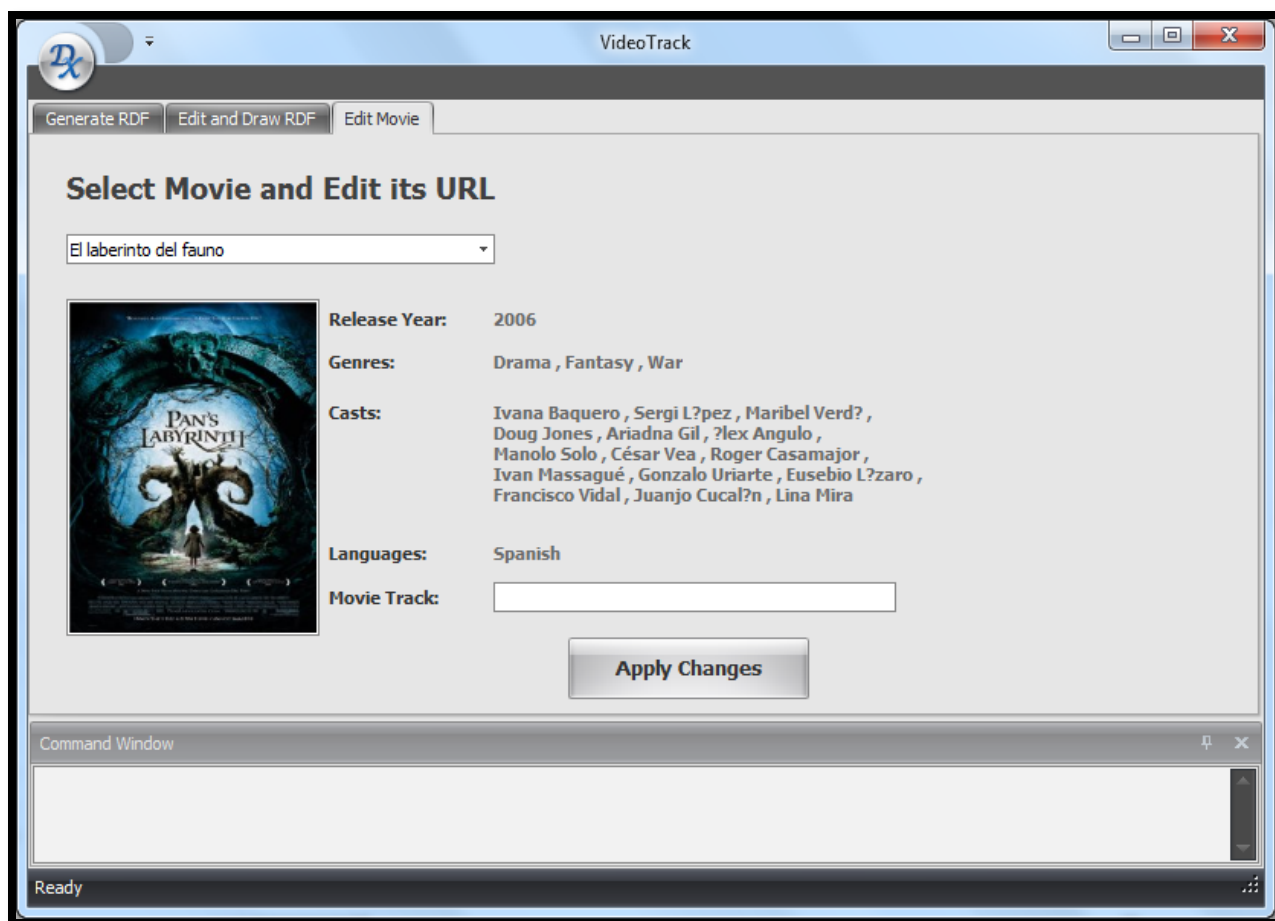 VideoTrack
DX
Generate RDF Edit and Draw RDF Edit Movie
Select Movie and Edit its URL
El laberinto del fauno
PAN'S
LABYRINTH
Release Year: 2006
Genres: Drama , Fantasy , War
Casts: Ivana Baquero , Sergi L?pez , Maribel Verd? ,
Doug Jones , Ariadna Gil , ?lex Angulo ,
Manolo Solo , César Vea , Roger Casamajor ,
Ivan Massagué , Gonzalo Uriarte , Eusebio L?zaro ,
Francisco Vidal , Juanjo Cucal?n , Lina Mira
Languages: Spanish
Movie Track:
Apply Changes
Command Window
Ready